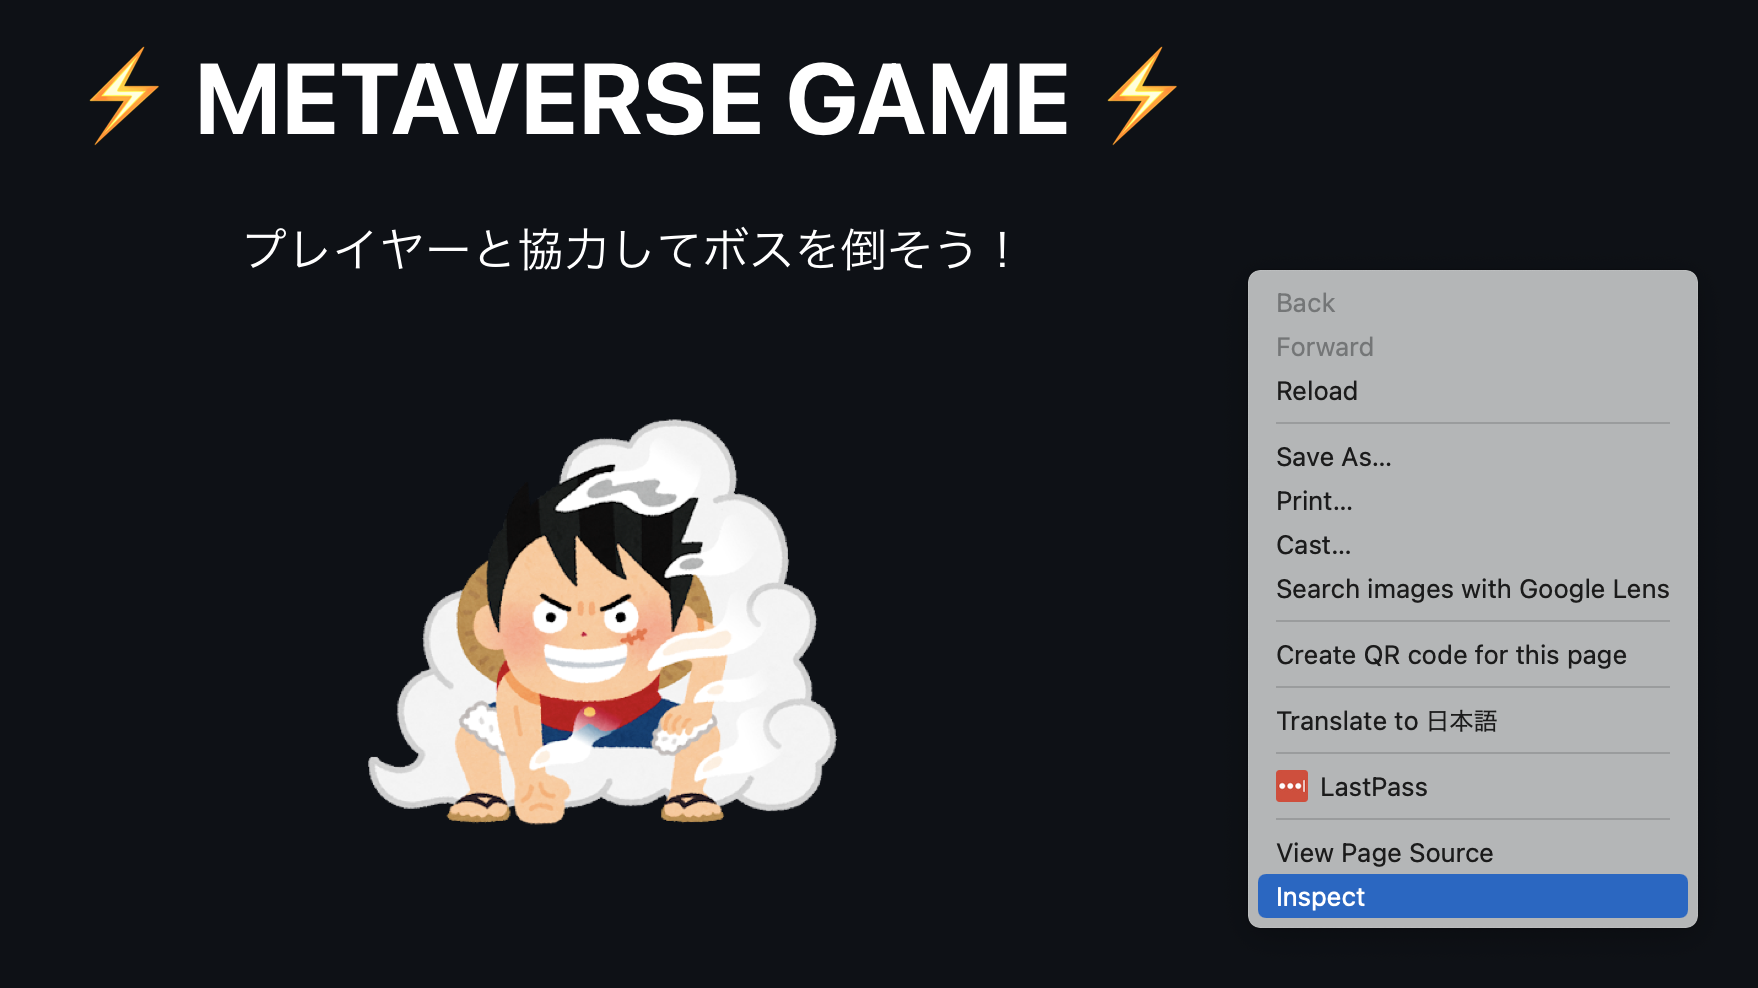 ⚡ METAVERSE GAME ⚡
プレイヤーと協力してボスを倒そう！
Back
Forward
Reload
Save As...
Print...
Cast...
Search images with Google Lens
Create QR code for this page
Translate to 日本語
LastPass
View Page Source
Inspect